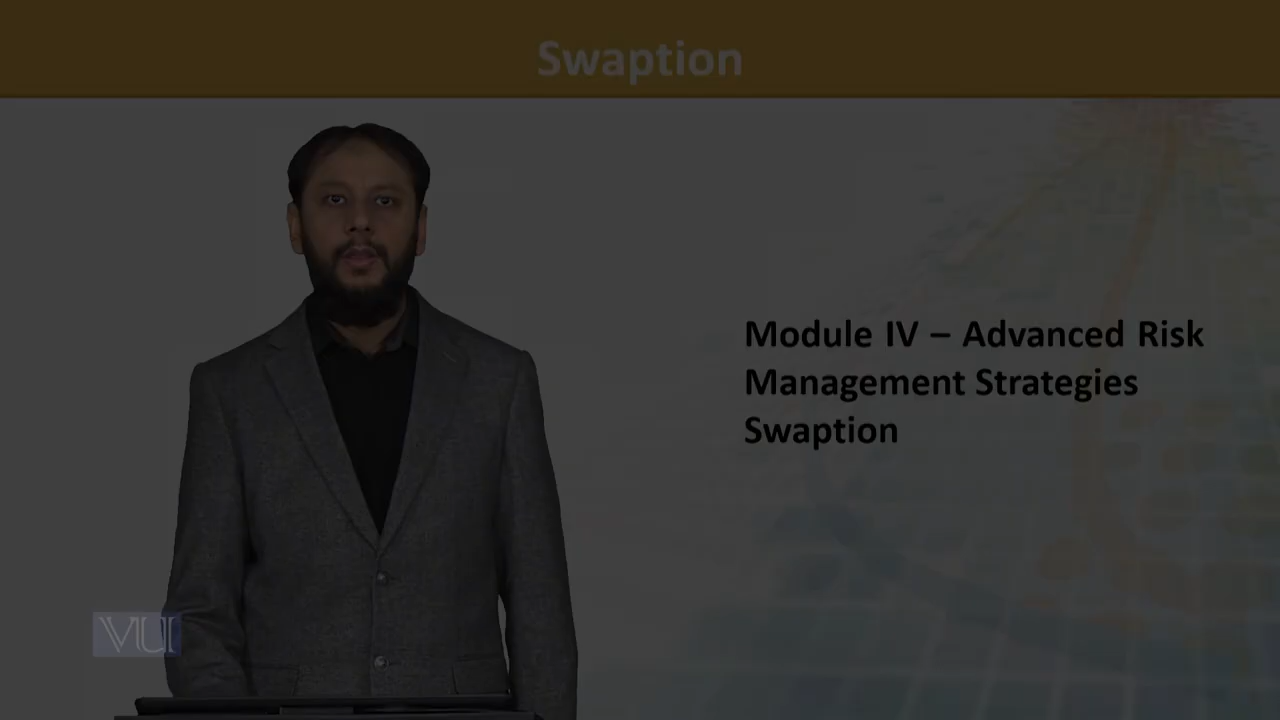 Swaption
Module IV – Advanced Risk
Management Strategies
Swaption
VU